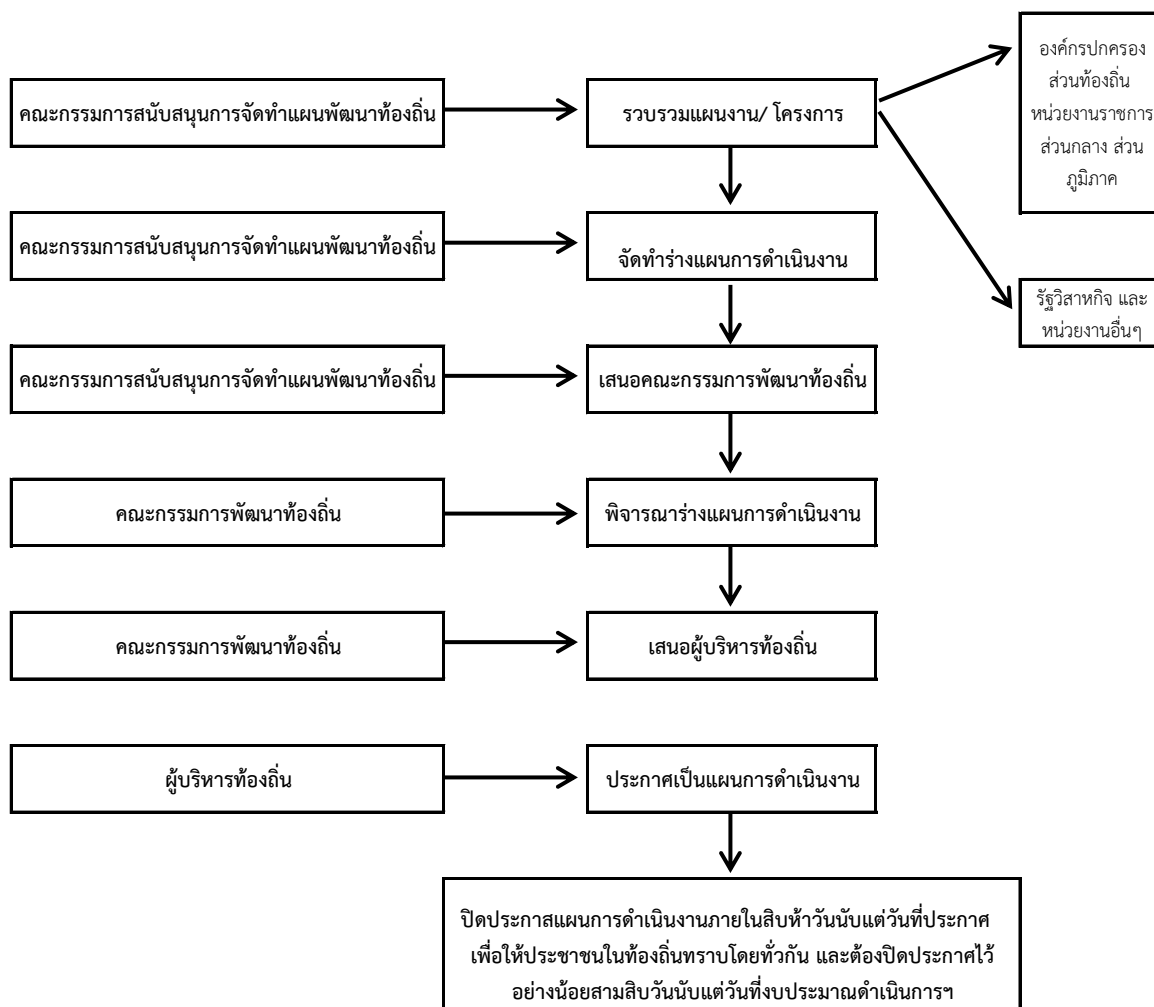 องค์กรปกครอง
ส่วนท้องถิ่น
หน่วยงานราชการ
ส่วนกลาง ส่วน
ภูมิภาค
คณะกรรมการสนับสนุนการจัดทำแผนพัฒนาท้องถิ่น
รวบรวมแผนงาน/ โครงการ
คณะกรรมการสนับสนุนการจัดทำแผนพัฒนาท้องถิ่น
จัดทำร่างแผนการดำเนินงาน
รัฐวิสาหกิจ และ
หน่วยงานอื่นๆ
คณะกรรมการสนับสนุนการจัดทำแผนพัฒนาท้องถิ่น
เสนอคณะกรรมการพัฒนาท้องถิ่น
คณะกรรมการพัฒนาท้องถิ่น
พิจารณาร่างแผนการดำเนินงาน
คณะกรรมการพัฒนาท้องถิ่น
เสนอผู้บริหารท้องถิ่น
ผู้บริหารท้องถิ่น
ประกาศเป็นแผนการดำเนินงาน
ปิดประกาสแผนการดำเนินงานภายในสิบห้าวันนับแต่วันที่ประกาศ
เพื่อให้ประชาชนในท้องถิ่นทราบโดยทั่วกัน และต้องปิดประกาศไว้
อย่างน้อยสามสิบวันนับแต่วันที่งบประมาณดำเนินการฯ